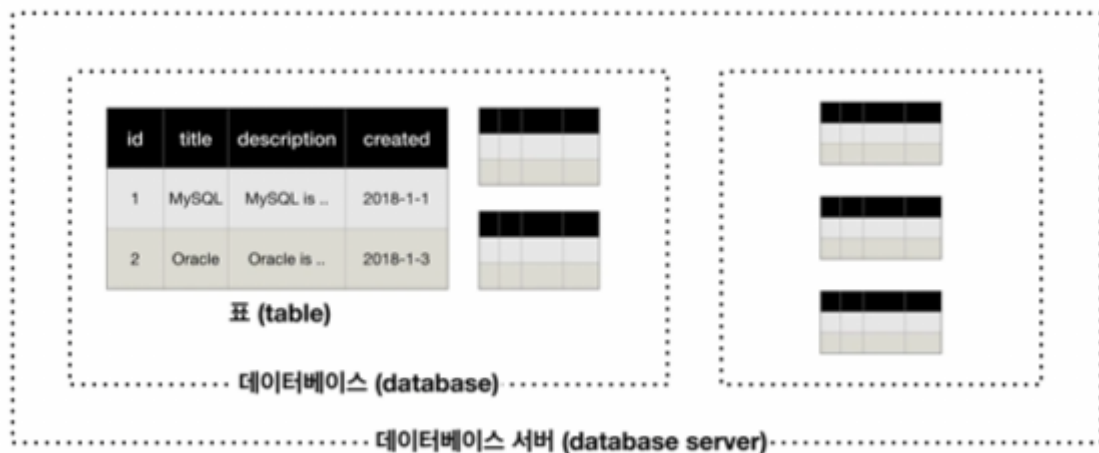 id title description created
1 MySQL MySQL is .. 2018-1-1
2 Oracle Oracle is .. 2018-1-3
표 (table)
데이터베이스 (database)
데이터베이스 서버 (database server)